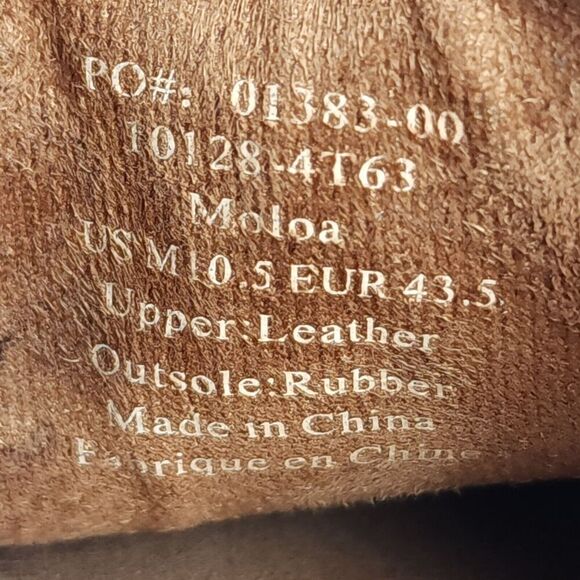 PO#: 01383-00
10128-4T63
Moloa
US M10.5 EUR 43.5
Upper:Leather
Outsole:Rubber
Made in China
Fabrique en Chine